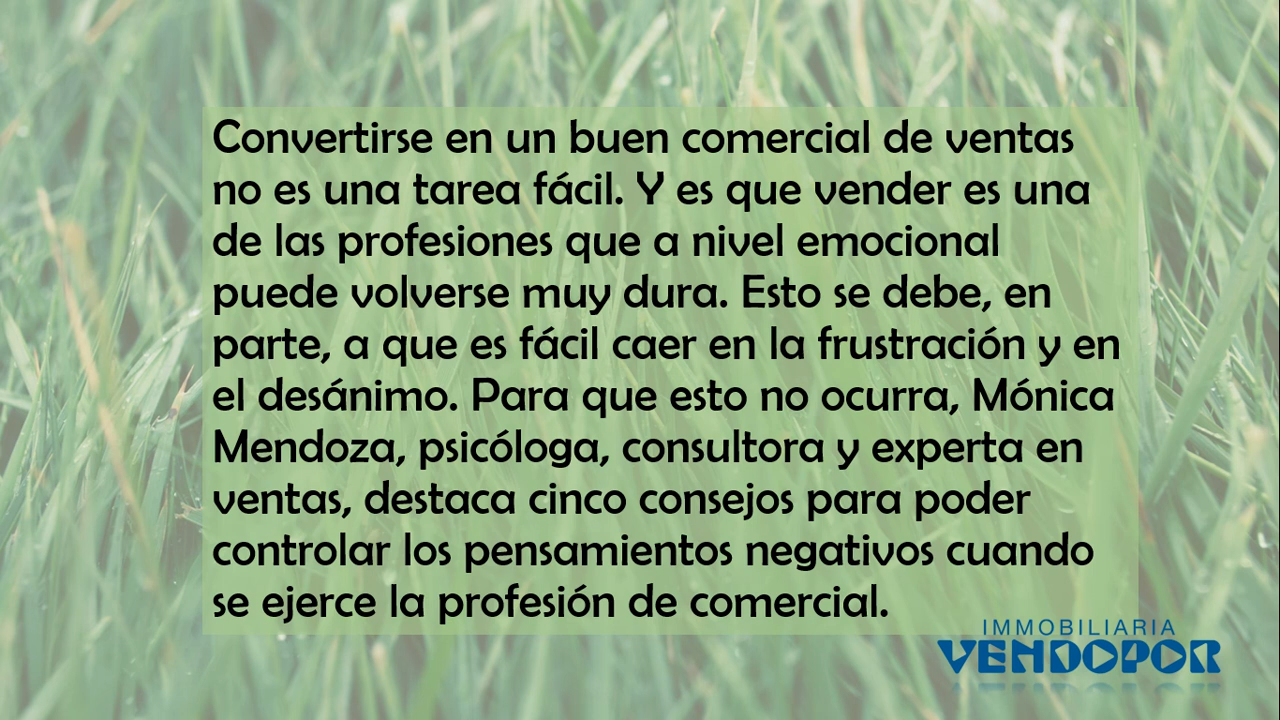 Convertirse en un buen comercial de ventas
no es una tarea fácil. Y es que vender es una
de las profesiones que a nivel emocional
puede volverse muy dura. Esto se debe, en
parte, a que es fácil caer en la frustración y en
el desánimo. Para que esto no ocurra, Mónica
Mendoza, psicóloga, consultora y experta en
ventas, destaca cinco consejos para poder
controlar los pensamientos negativos cuando
se ejerce la profesión de comercial.
IMMOBILIARIA
VENDOPOR